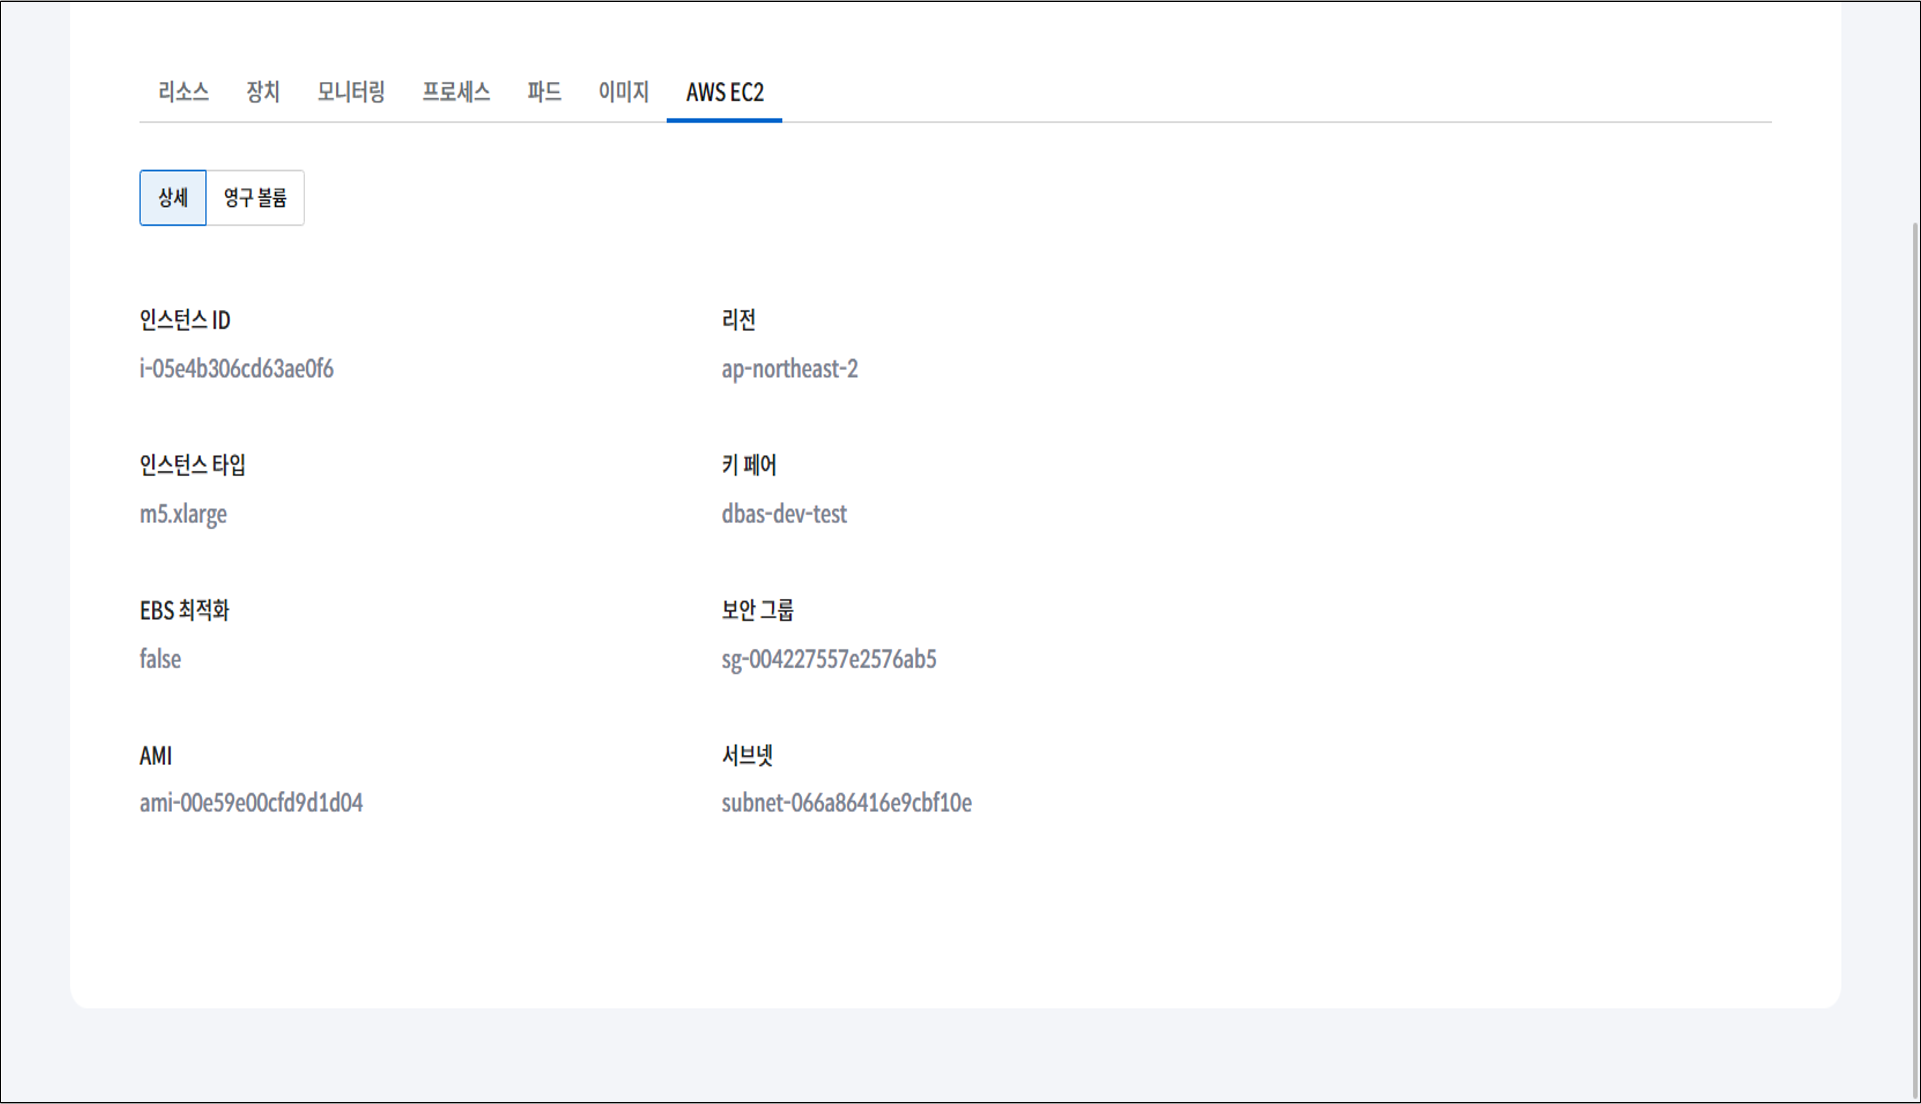 리소스 장치 모니터링 프로세스 파드 이미지 AWS EC2
상세 영구 볼륨
인스턴스 ID 리전
i-05e4b306cd63ae0f6 ap-northeast-2
인스턴스 타입 키 페어
m5.xlarge dbas-dev-test
EBS 최적화 보안 그룹
false sg-004227557e2576ab5
AMI 서브넷
ami-00e59e00cfd9d1d04 subnet-066a86416e9cbf10e